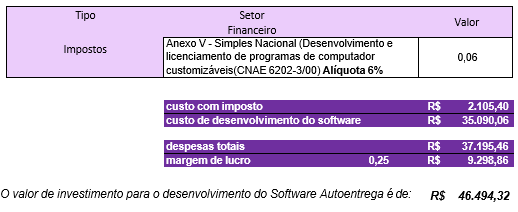 Tipo Setor Valor
Financeiro
Impostos Anexo V - Simples Nacional (Desenvolvimento e
licenciamento de programas de computador 0,06
customizáveis(CNAE 6202-3/00) Alíquota 6%
custo com imposto R$ 2.105,40
custo de desenvolvimento do software R$ 35.090,06
despesas totais R$ 37.195,46
margem de lucro 0,25 R$ 9.298,86
O valor de investimento para o desenvolvimento do Software Autoentrega é de: R$ 46.494,32